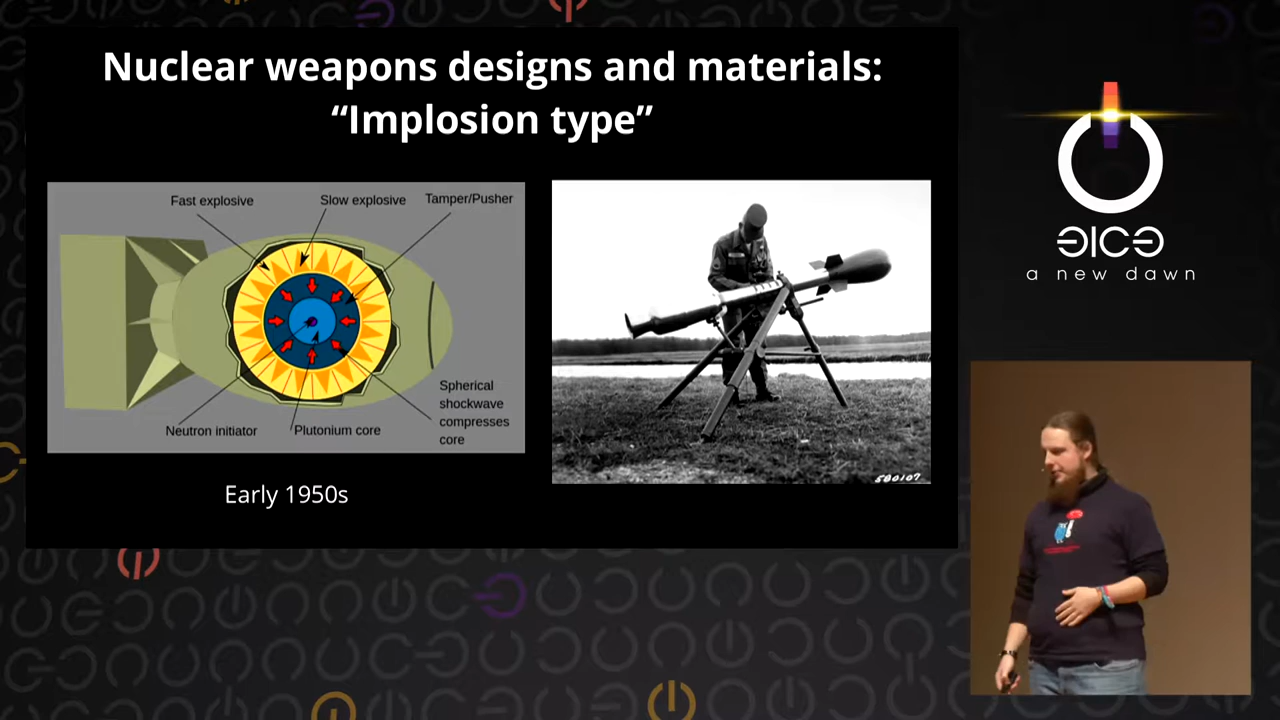 Nuclear weapons designs and materials:
“Implosion type”
Fast explosive
Slow explosive
Tamper/Pusher
Spherical
shockwave
compresses
core
Neutron initiator
Plutonium core
580107
Early 1950s
a new dawn